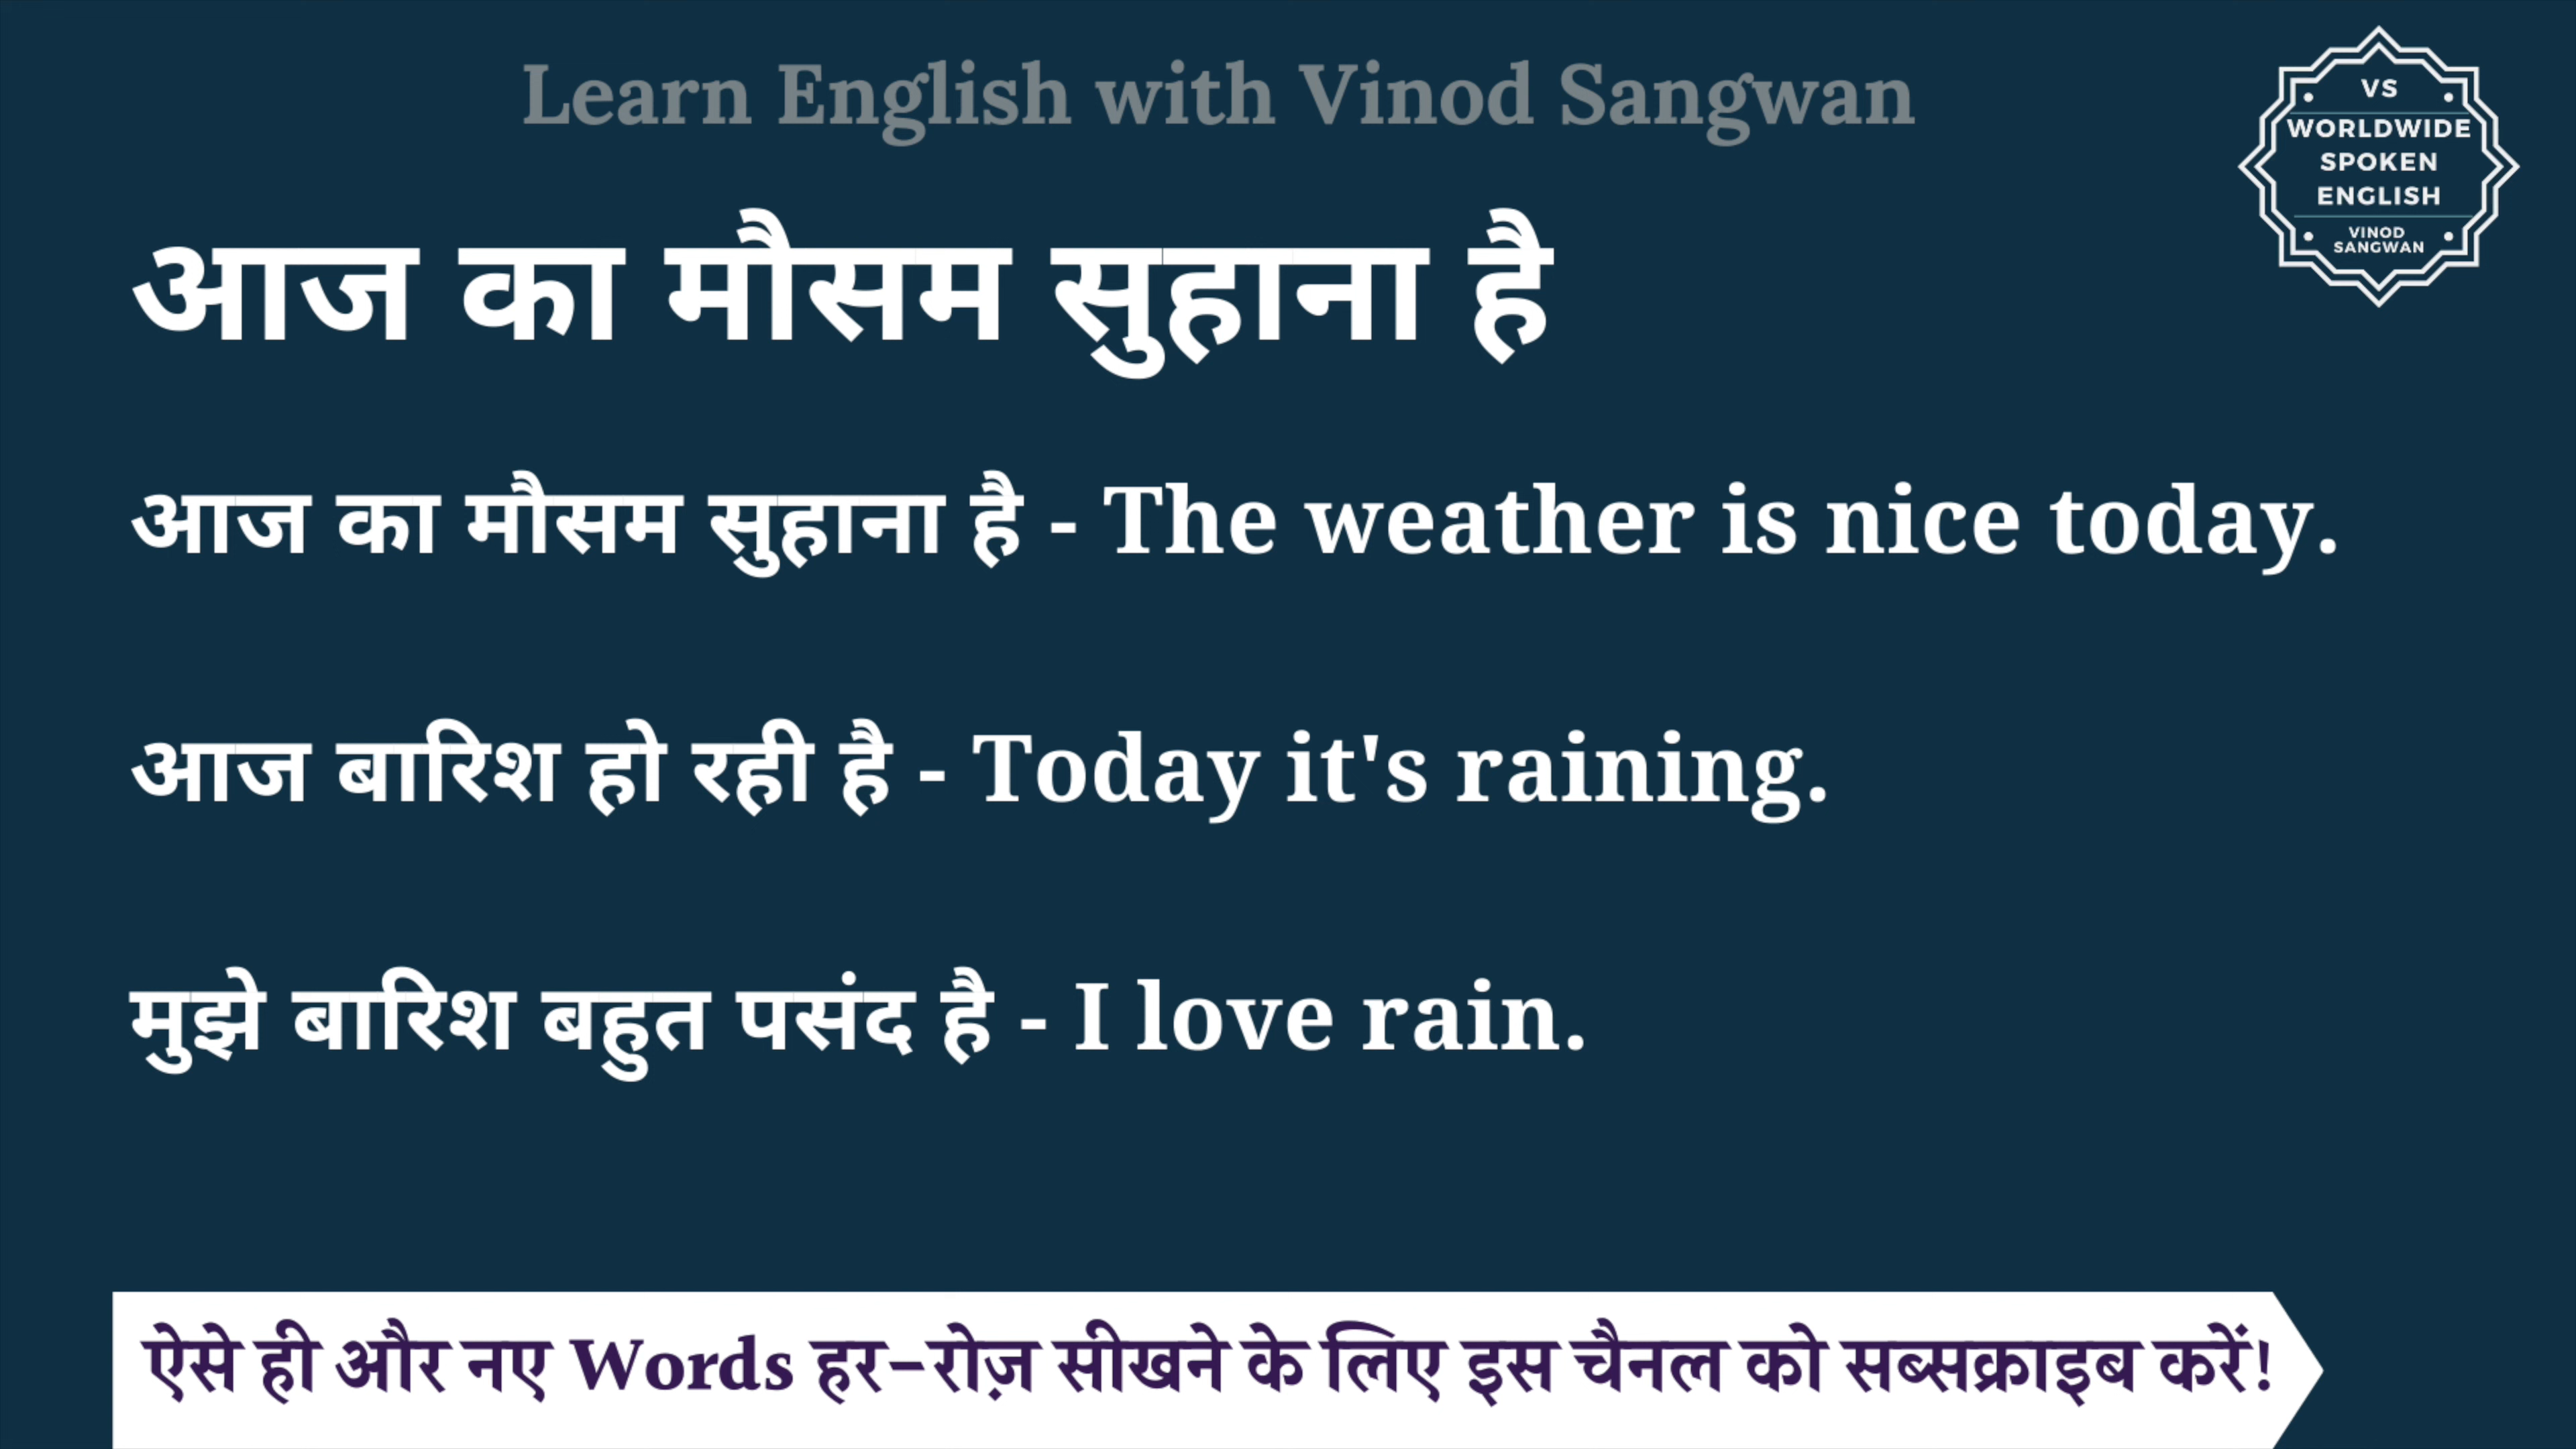 Learn English with Vinod Sangwan
VS
WORLDWIDE
SPOKEN
ENGLISH
VINOD
SANGWAN
आज का मौसम सुहाना है
आज का मौसम सुहाना है - The weather is nice today.
आज बारिश हो रही है - Today it's raining.
मुझे बारिश बहुत पसंद है - I love rain.
ऐसे ही और नए Words हर-रोज़ सीखने के लिए इस चैनल को सब्सक्राइब करें!